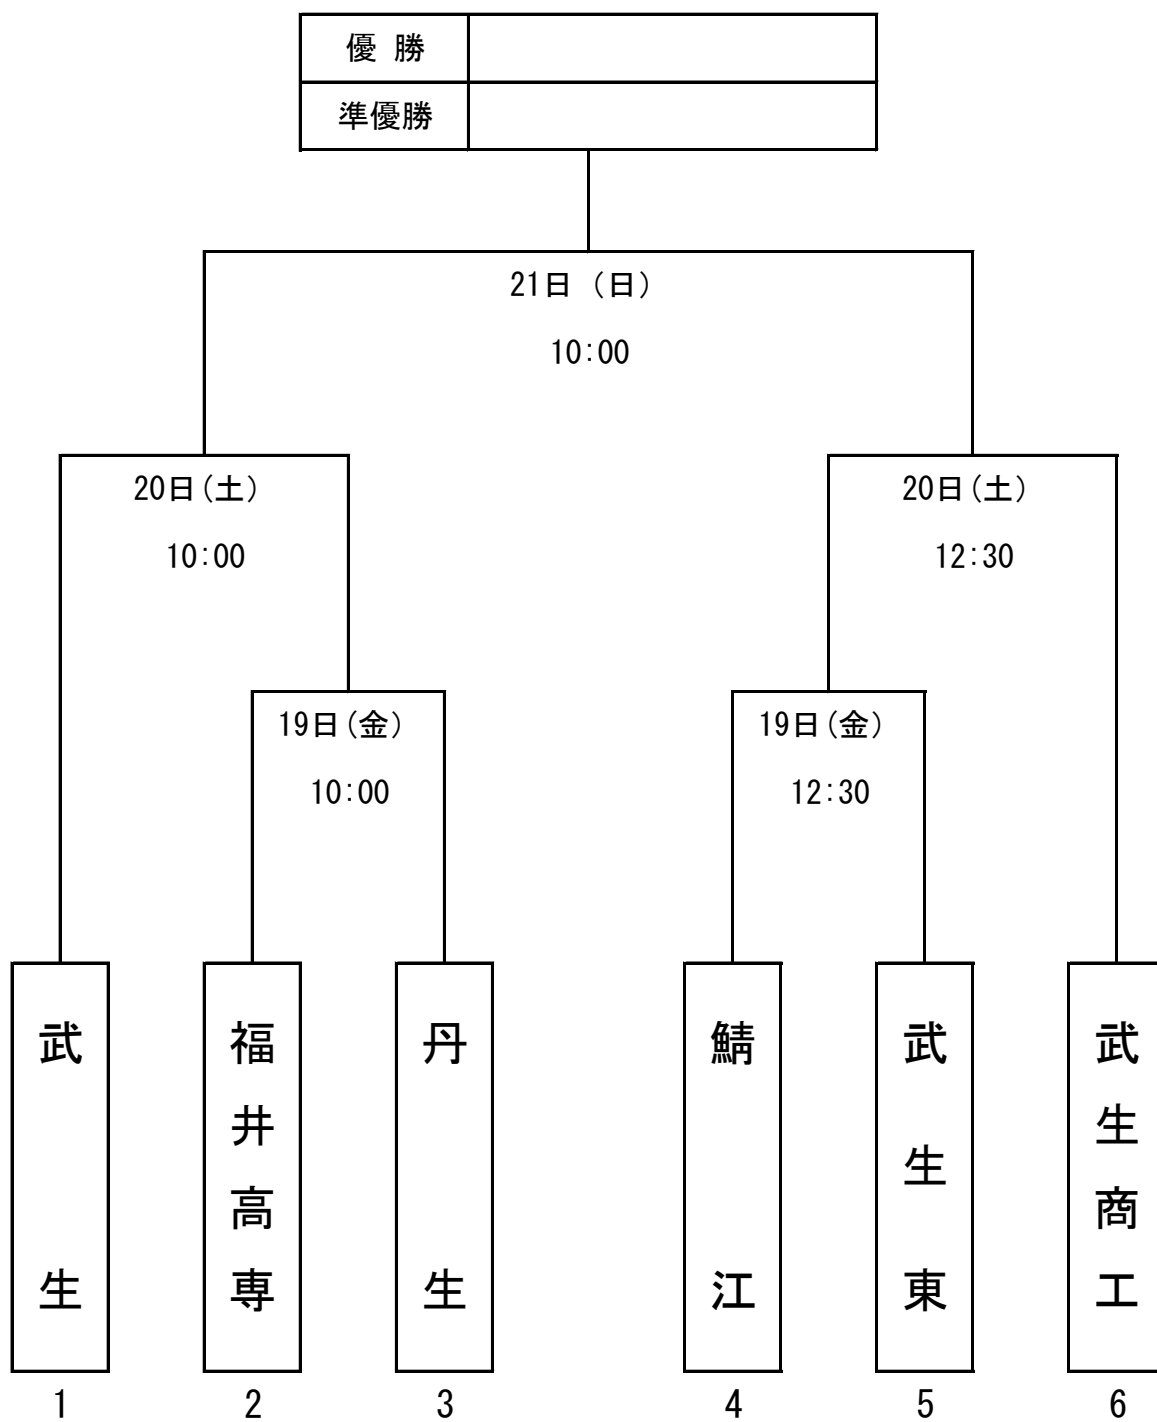 優 勝
準優勝
21日（日）
10:00
20日(土)
10:00
20日(土)
12:30
19日(金)
10:00
19日(金)
12:30
武生
福井高専
丹生
鯖江
武生東
武生商工
1 2 3 4 5 6